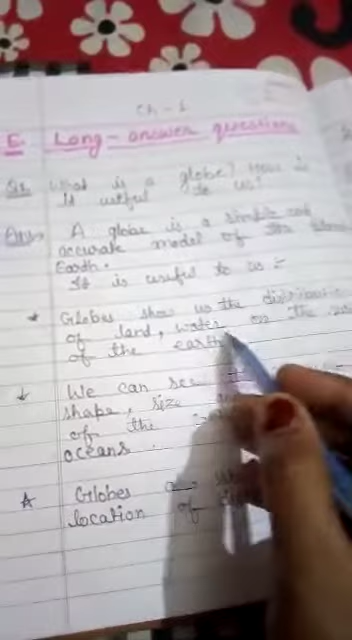 Ch - 1
E. Long-answer questions
Q1. What is a globe? How is
it useful to us?
Ans. A globe is a simple and
accurate model of the
Earth.
It is useful to us :-
* Globes show us the distribution
of land, water on the
of the earth
We can see
shape, size
of the
oceans.
* Globes
location of